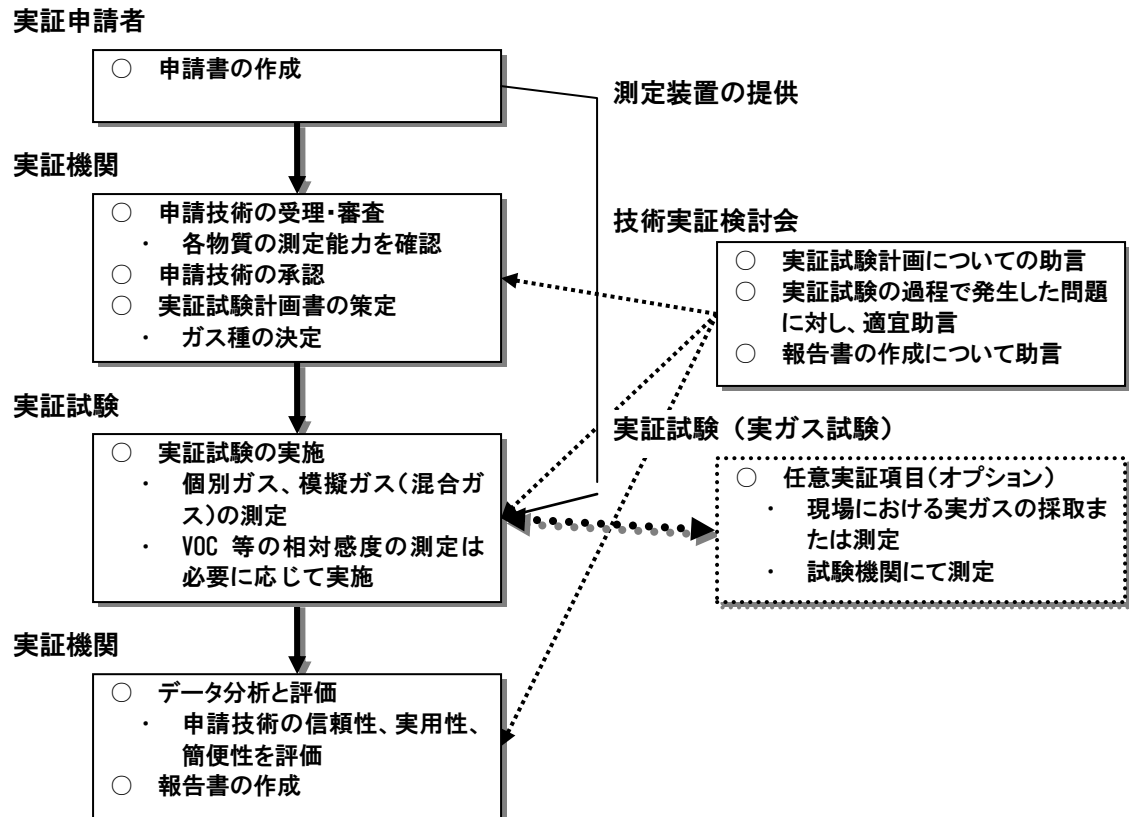 実証申請者
○ 申請書の作成
測定装置の提供
実証機関
○ 申請技術の受理・審査
・ 各物質の測定能力を確認
○ 申請技術の承認
○ 実証試験計画書の策定
・ ガス種の決定
技術実証検討会
○ 実証試験計画についての助言
○ 実証試験の過程で発生した問題
に対し、適宜助言
○ 報告書の作成について助言
実証試験
○ 実証試験の実施
・ 個別ガス、模擬ガス(混合ガ
ス)の測定
・ VOC 等の相対感度の測定は
必要に応じて実施
実証試験（実ガス試験）
○ 任意実証項目(オプション)
・ 現場における実ガスの採取ま
たは測定
・ 試験機関にて測定
実証機関
○ データ分析と評価
・ 申請技術の信頼性、実用性、
簡便性を評価
○ 報告書の作成